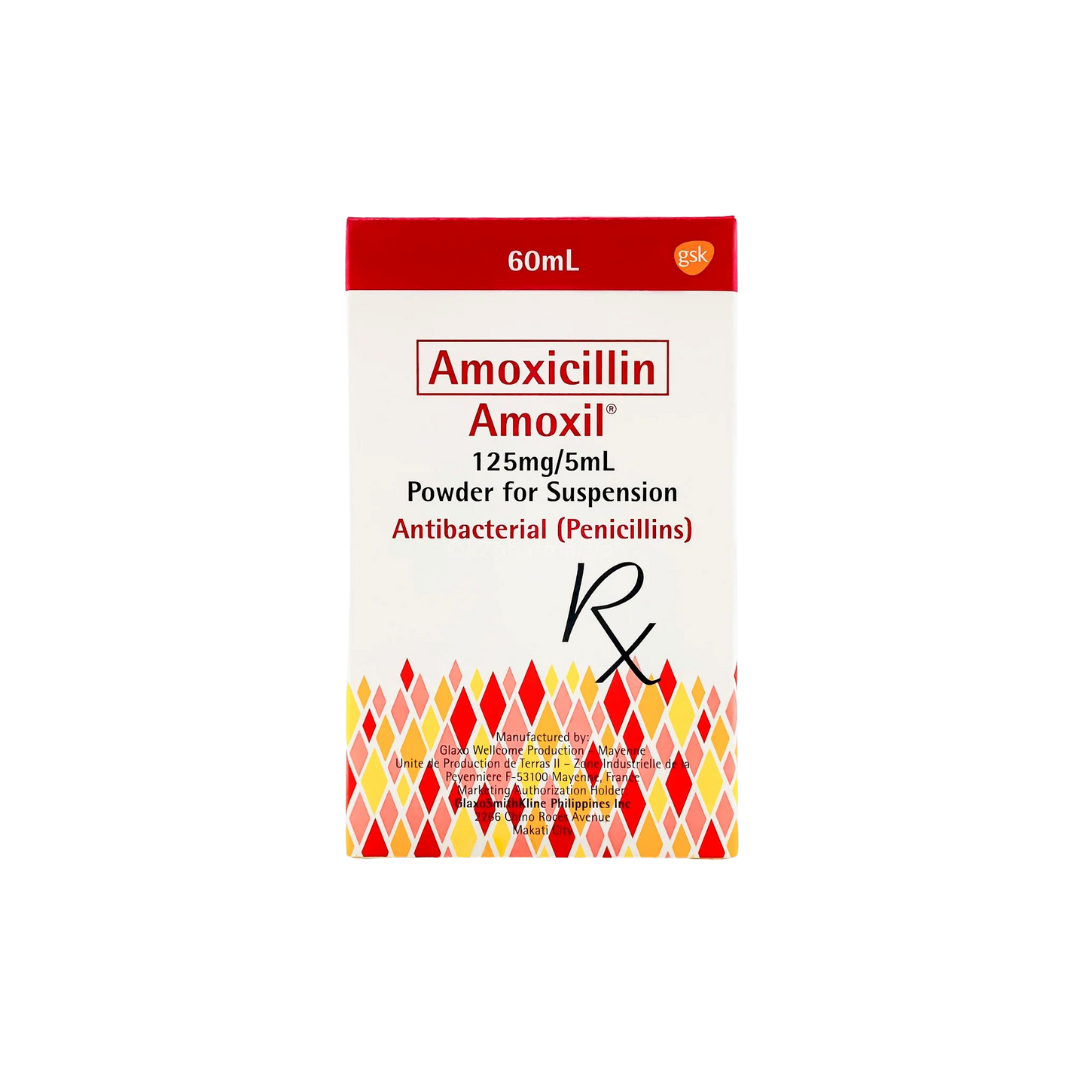 60mL
gsk
Amoxicillin
Amoxil®
125mg/5mL
Powder for Suspension
Antibacterial (Penicillins)
Rx
Manufactured by:
Glaxo Wellcome Production – Mayenne
Unite de Production de Terras II – Zone Industrielle de la
Peyenniere F-53100 Mayenne, France
Marketing Authorization Holder
GlaxoSmithKline Philippines Inc
2266 Chino Roces Avenue
Makati City